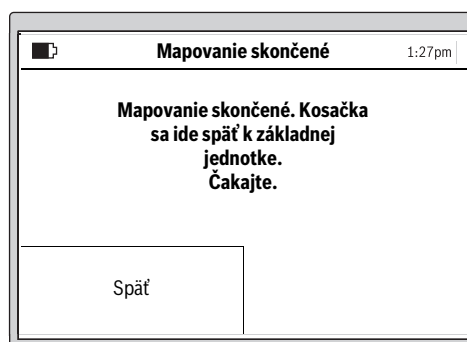 Mapovanie skončené 1:27pm
Mapovanie skončené. Kosačka
sa ide späť k základnej
jednotke.
Čakajte.
Späť